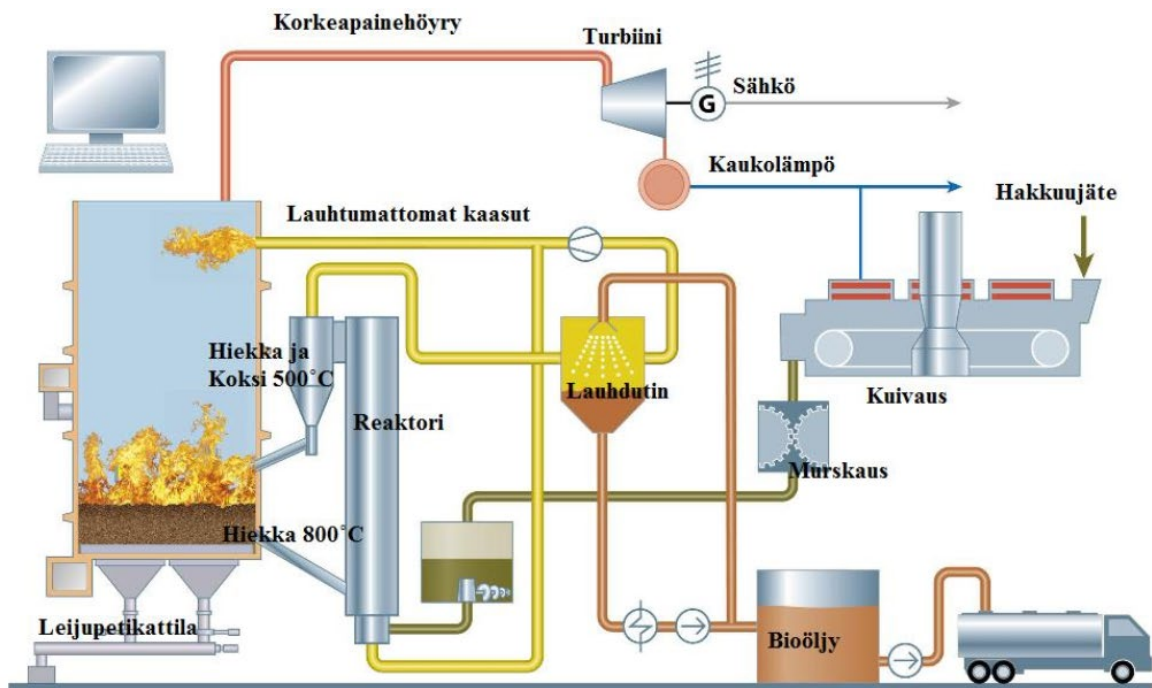 Korkeapainehöyry
Turbiini
G
Sähkö
Kaukolämpö
Hakkuujäte
Lauhtumattomat kaasut
Hiekka ja
Koksi 500°C
Reaktori
Lauhdutin
Kuivaus
Murskaus
Hiekka 800°C
Leijupetikattila
Bioöljy